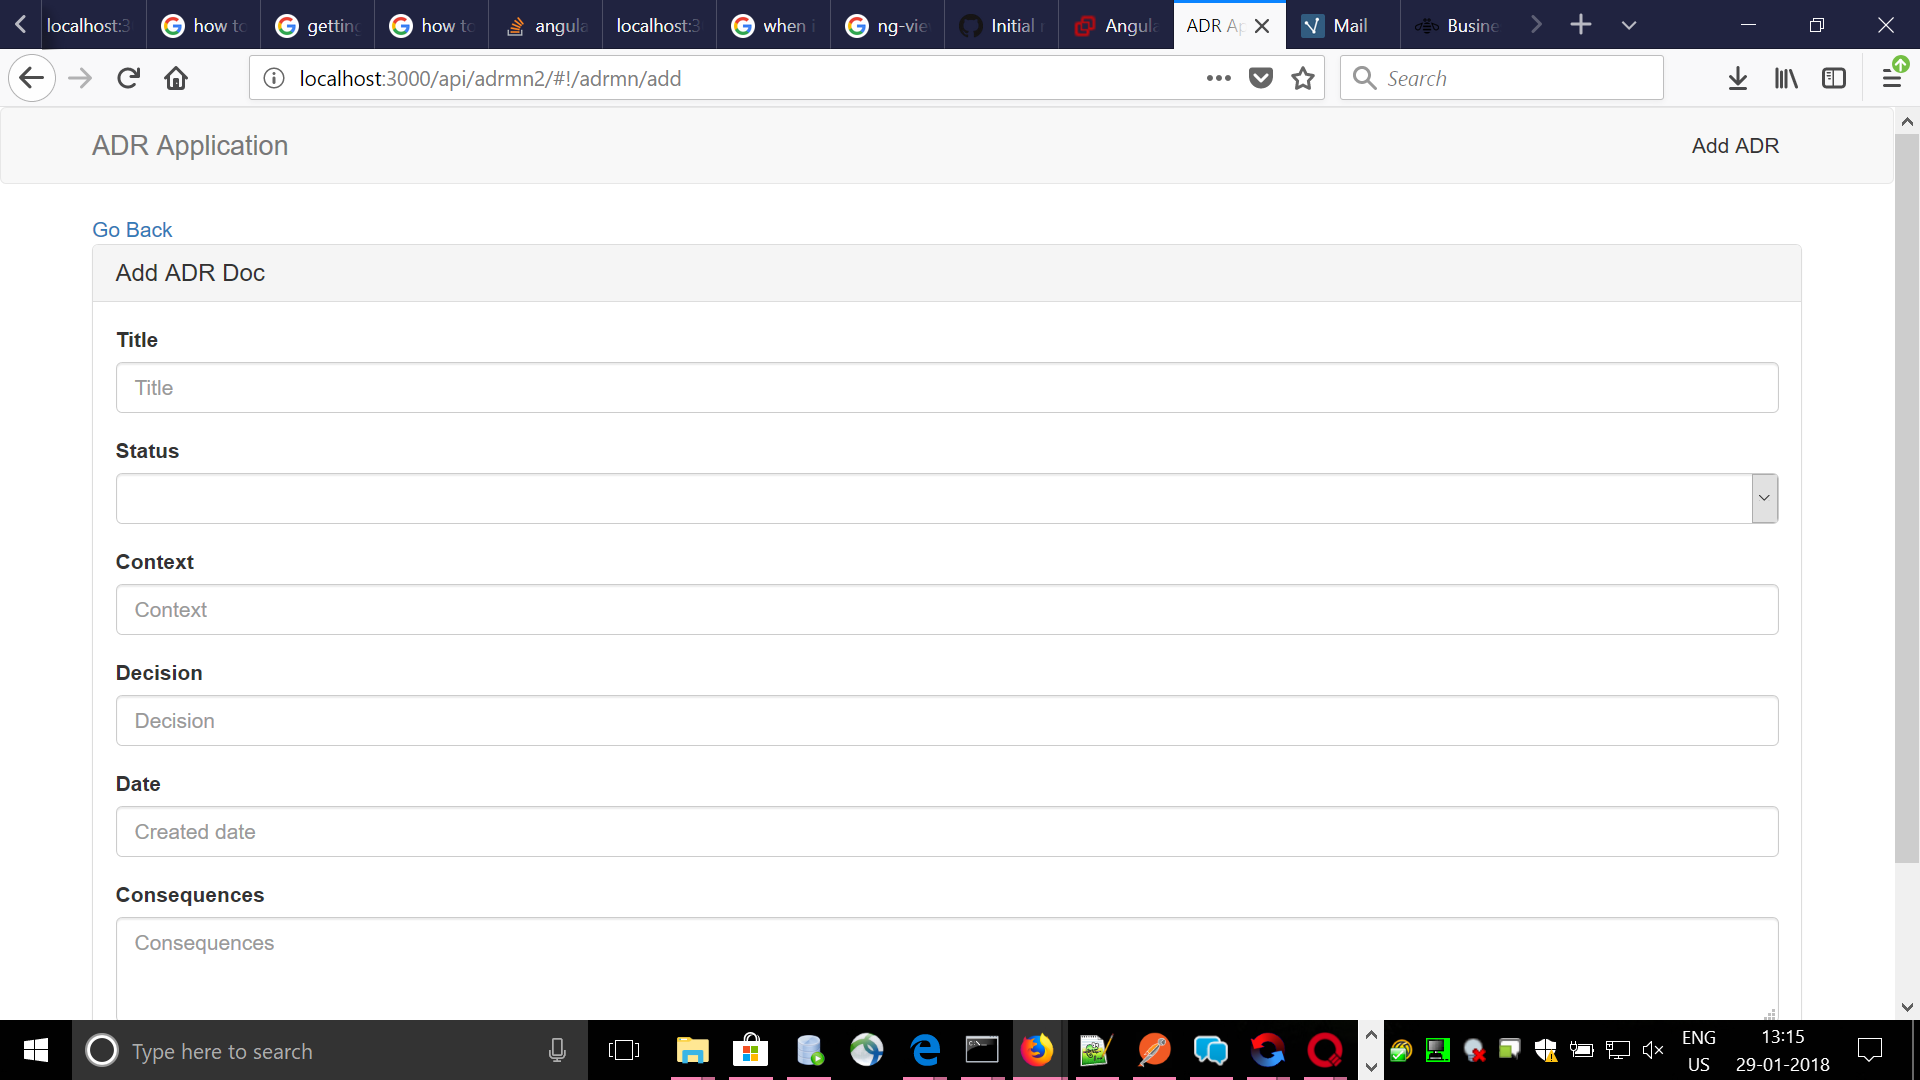 localhost:3
how to
getting
how to
angula
localhost:3
when i
ng-vie
Initial
Angula
ADR Ap
Mail
Busine
localhost:3000/api/adrmn2/#!/adrmn/add
Search
ADR Application
Add ADR
Go Back
Add ADR Doc
Title
Title
Status
Context
Context
Decision
Decision
Date
Created date
Consequences
Consequences
Type here to search
ENG
US
13:15
29-01-2018